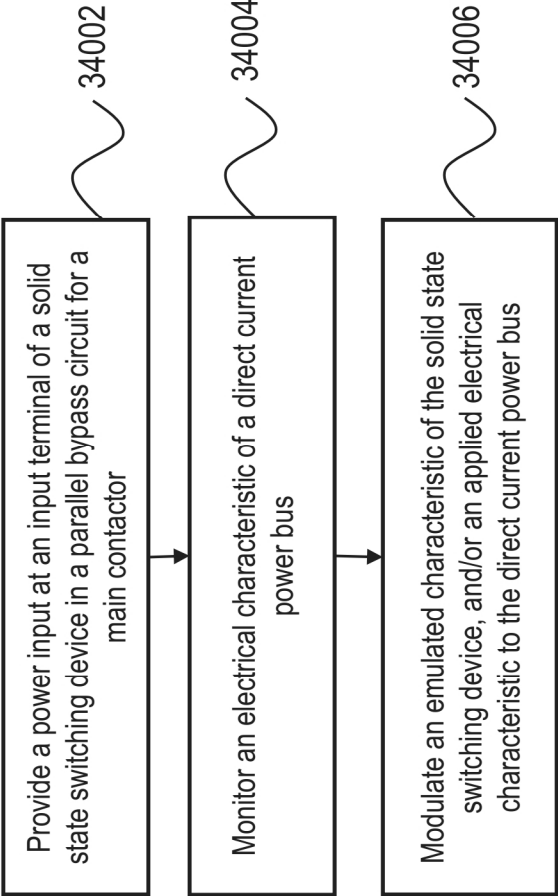 34002
Provide a power input at an input terminal of a solid
state switching device in a parallel bypass circuit for a
main contactor
34004
Monitor an electrical characteristic of a direct current
power bus
34006
Modulate an emulated characteristic of the solid state
switching device, and/or an applied electrical
characteristic to the direct current power bus